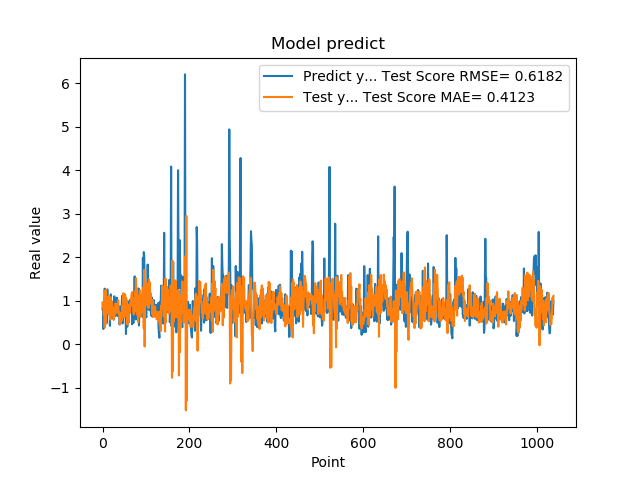 Model predict
Predict y... Test Score RMSE= 0.6182
Test y... Test Score MAE= 0.4123
6
5
4
3
2
1
0
−1
Real value
0 200 400 600 800 1000
Point